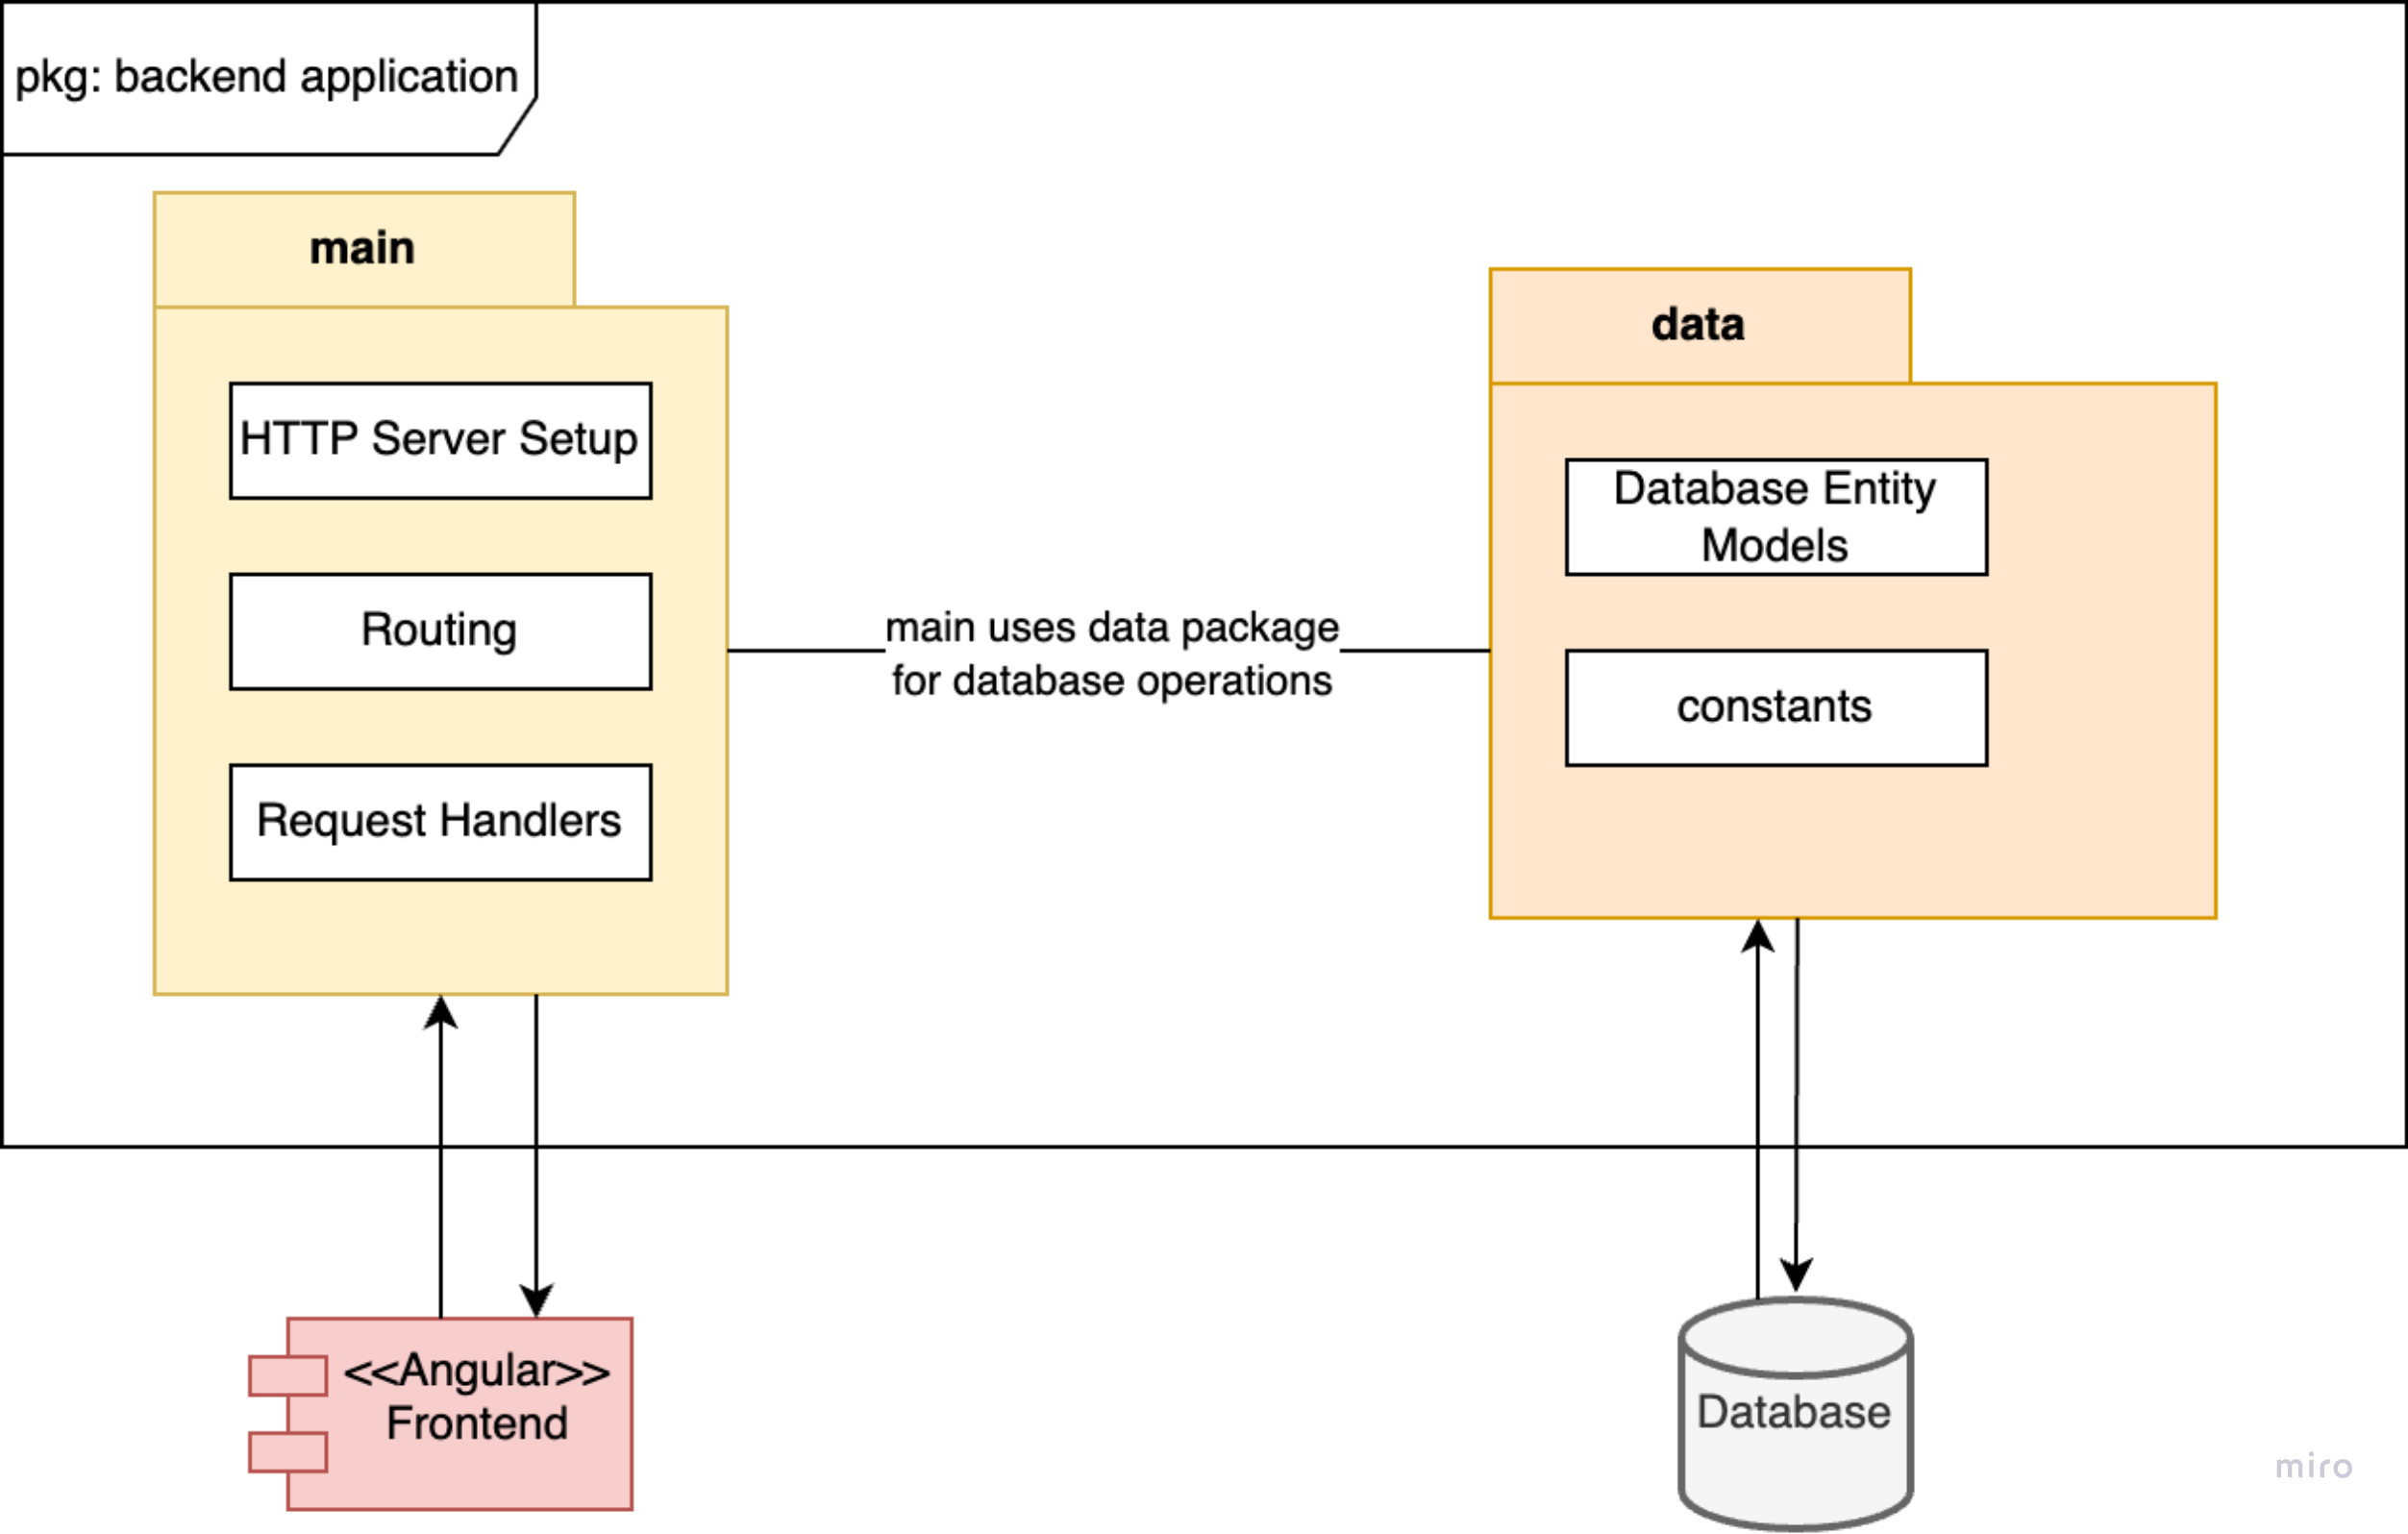 pkg: backend application
main
HTTP Server Setup
Routing
Request Handlers
main uses data package
for database operations
data
Database Entity
Models
constants
<<Angular>>
Frontend
Database
miro